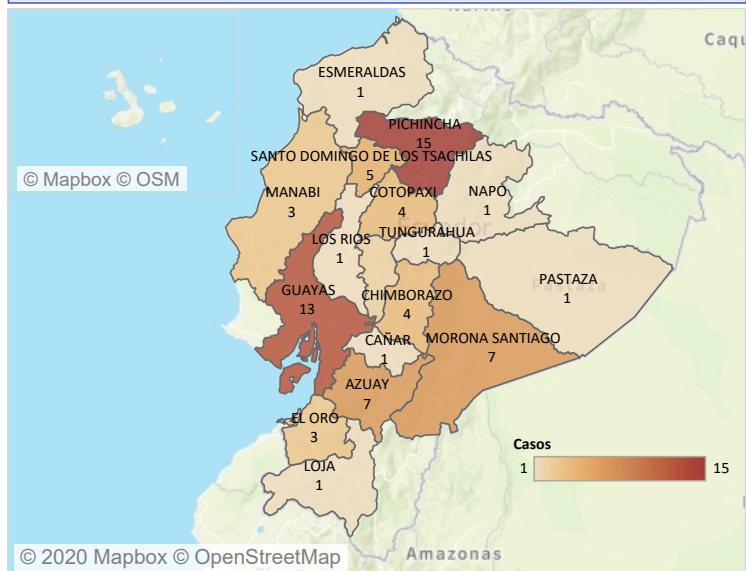 ESMERALDAS
1
PICHINCHA
15
SANTO DOMINGO DE LOS TSACHILAS
5
© Mapbox © OSM
MANABI
3
COTOPAXI
4
NAPO
1
Ecuador
TUNGURAHUA
1
LOS RIOS
1
PASTAZA
1
Pastaza
GUAYAS
13
CHIMBORAZO
4
MORONA SANTIAGO
7
CAÑAR
1
AZUAY
7
EL ORO
3
LOJA
1
Casos
1 15
© 2020 Mapbox © OpenStreetMap
Amazonas